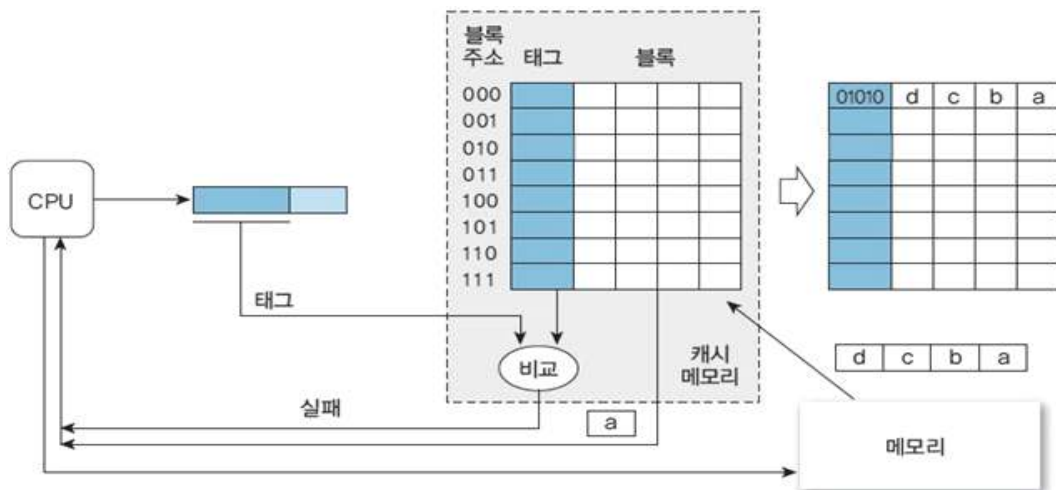 블록
주소
태그
블록
000
001
010
011
100
101
110
111
01010 d c b a
CPU
태그
비교
캐시
메모리
d c b a
실패
a
메모리